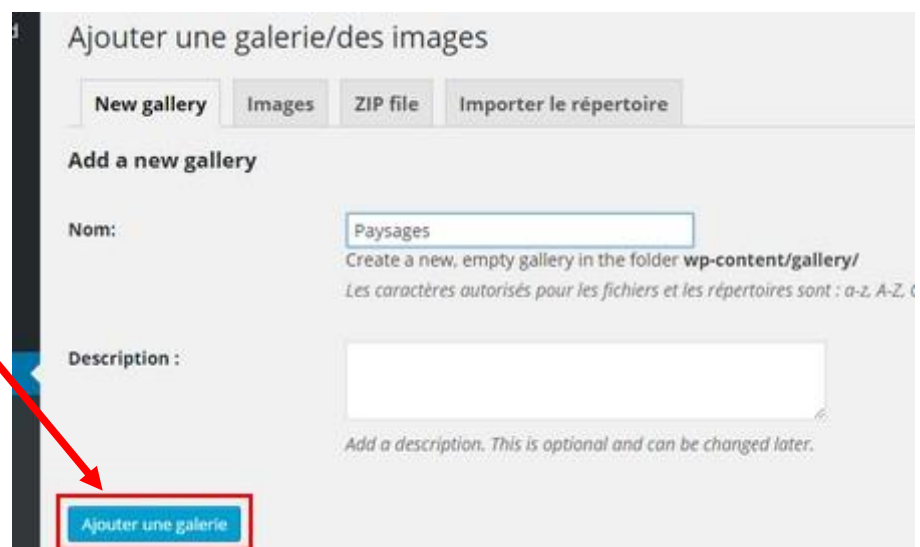 Ajouter une galerie/des images
New gallery Images ZIP file Importer le répertoire
Add a new gallery
Nom: Paysages
Create a new, empty gallery in the folder wp-content/gallery/
Les caractères autorisés pour les fichiers et les répertoires sont : a-z, A-Z,
Description :
Add a description. This is optional and can be changed later.
Ajouter une galerie